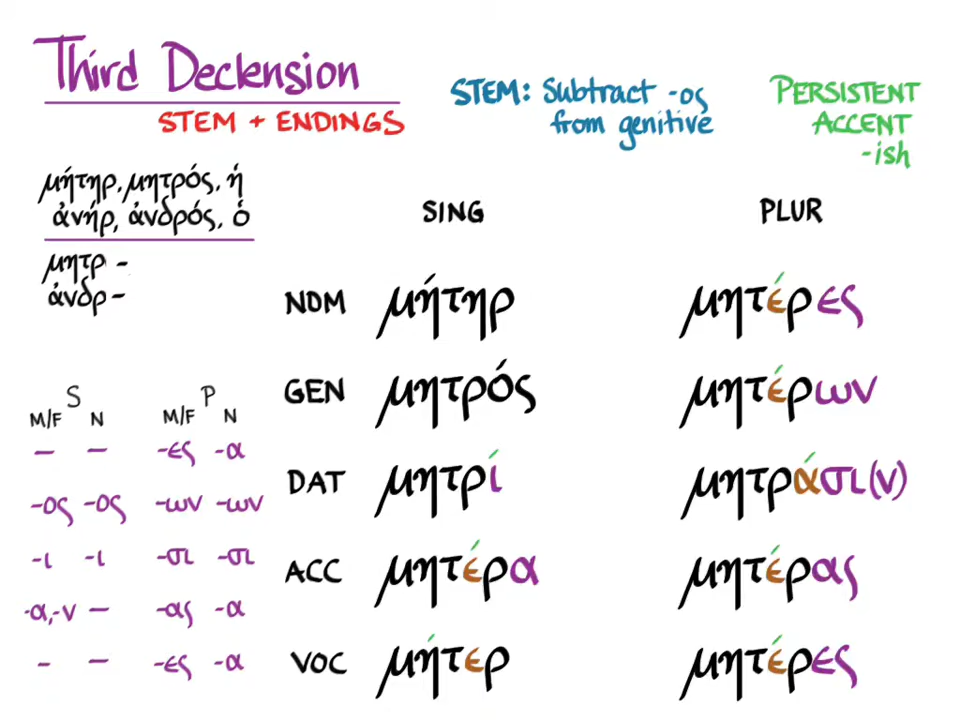 Third Declension
STEM + ENDINGS
STEM: Subtract -ος
from genitive
PERSISTENT
ACCENT
-ish
μήτηρ, μητρός, ἡ
ἀνήρ, ἀνδρός, ὁ
μητρ -
ἀνδρ -
SING PLUR
NOM μήτηρ μητέρες
GEN μητρός μητέρων
DAT μητρί μητράσι(ν)
ACC μητέρα μητέρας
VOC μήτερ μητέρες
S P
M/F N M/F N
– – -ες -α
-ος -ος -ων -ων
-ι -ι -σι -σι
-α,-ν – -ας -α
- – -ες -α